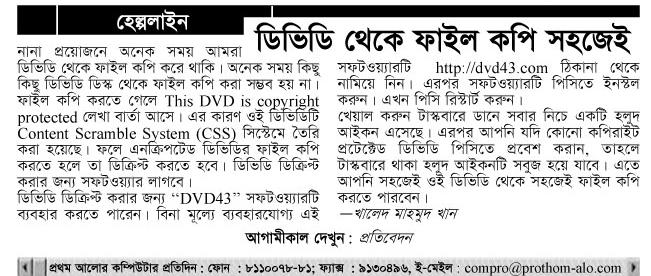 হেল্পলাইন
ডিভিডি থেকে ফাইল কপি সহজেই
নানা প্রয়োজনে অনেক সময় আমরা
ডিভিডি থেকে ফাইল কপি করে থাকি। অনেক সময় কিছু
কিছু ডিভিডি ডিস্ক থেকে ফাইল কপি করা সম্ভব হয় না।
ফাইল কপি করতে গেলে This DVD is copyright
protected লেখা বার্তা আসে। এর কারণ ওই ডিভিডিটি
Content Scramble System (CSS) সিস্টেমে তৈরি
করা হয়েছে। ফলে এনক্রিপটেড ডিভিডির ফাইল কপি
করতে হলে তা ডিক্রিপ্ট করতে হবে। ডিভিডি ডিক্রিপ্ট
করার জন্য সফটওয়্যার লাগবে।
ডিভিডি ডিক্রিপ্ট করার জন্য “DVD43” সফটওয়্যারটি
ব্যবহার করতে পারেন। বিনা মূল্যে ব্যবহারযোগ্য এই
সফটওয়্যারটি http://dvd43.com ঠিকানা থেকে
নামিয়ে নিন। এরপর সফটওয়্যারটি পিসিতে ইনস্টল
করুন। এখন পিসি রিস্টার্ট করুন।
খেয়াল করুন টাস্কবারে ডানে সবার নিচে একটি হলুদ
আইকন এসেছে। এরপর আপনি যদি কোনো কপিরাইট
প্রটেক্টেড ডিভিডি পিসিতে প্রবেশ করান, তাহলে
টাস্কবারে থাকা হলুদ আইকনটি সবুজ হয়ে যাবে। এতে
আপনি সহজেই ওই ডিভিডি থেকে সহজেই ফাইল কপি
করতে পারবেন।
—খালেদ মাহমুদ খান
আগামীকাল দেখুন : প্রতিবেদন
প্রথম আলোর কম্পিউটার প্রতিদিন : ফোন : ৮১১০০৭৮-৮১; ফ্যাক্স : ৯১৩০৪৯৬, ই-মেইল : compro@prothom-alo.com